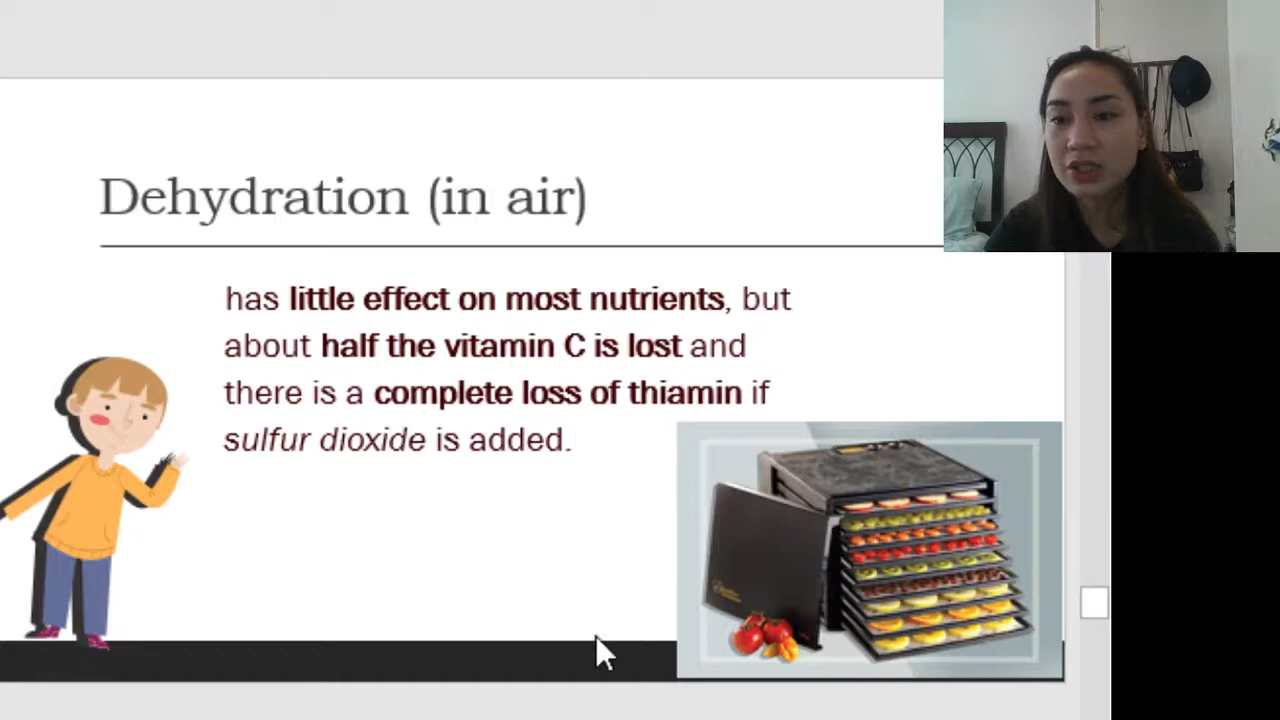 Dehydration (in air)
has little effect on most nutrients, but
about half the vitamin C is lost and
there is a complete loss of thiamin if
sulfur dioxide is added.